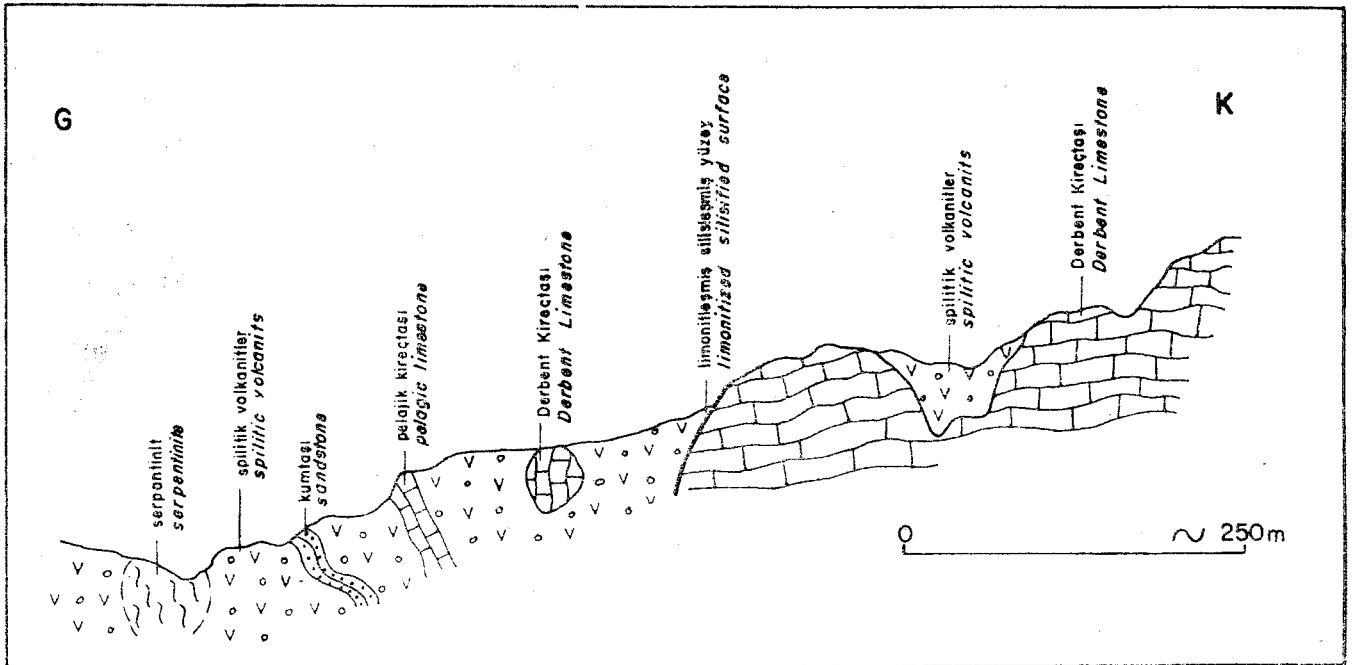 G
K
serpantinit
serpentinite
spilitik volkanitler
spilitic volcanits
kumtaşı
sandstone
pelajik kireçtaşı
pelagic limestone
Derbent Kireçtaşı
Derbent Limestone
limonitleşmiş silisleşmiş yüzey
limonitized silisified surface
spilitik volkanitler
spilitic volcanits
Derbent Kireçtaşı
Derbent Limestone
0 ~ 250m